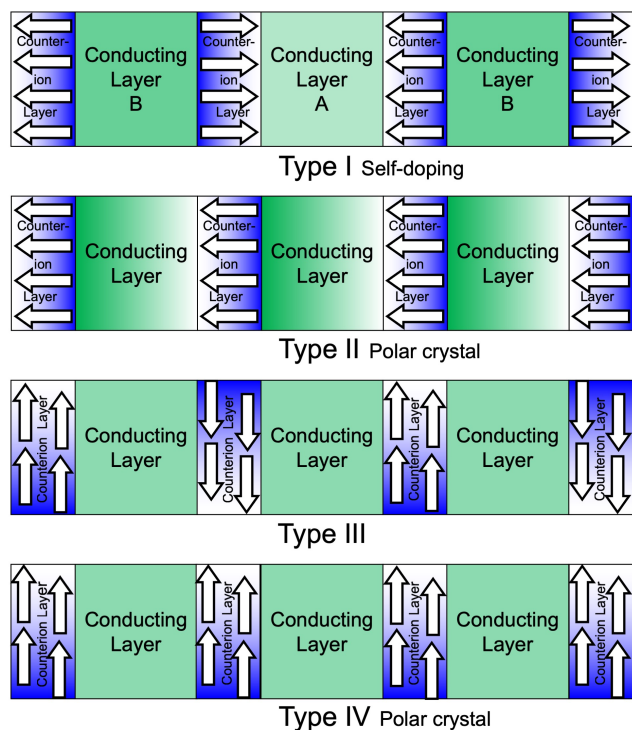 Counter-
ion
Layer
Conducting
Layer
B
Counter-
ion
Layer
Conducting
Layer
A
Counter-
ion
Layer
Conducting
Layer
B
Counter-
ion
Layer
Type I Self-doping
Counter-
ion
Layer
Conducting
Layer
Counter-
ion
Layer
Conducting
Layer
Counter-
ion
Layer
Conducting
Layer
Counter-
ion
Layer
Type II Polar crystal
Counterion Layer
Conducting
Layer
Counterion Layer
Conducting
Layer
Counterion Layer
Conducting
Layer
Counterion Layer
Type III
Counterion Layer
Conducting
Layer
Counterion Layer
Conducting
Layer
Counterion Layer
Conducting
Layer
Counterion Layer
Type IV Polar crystal